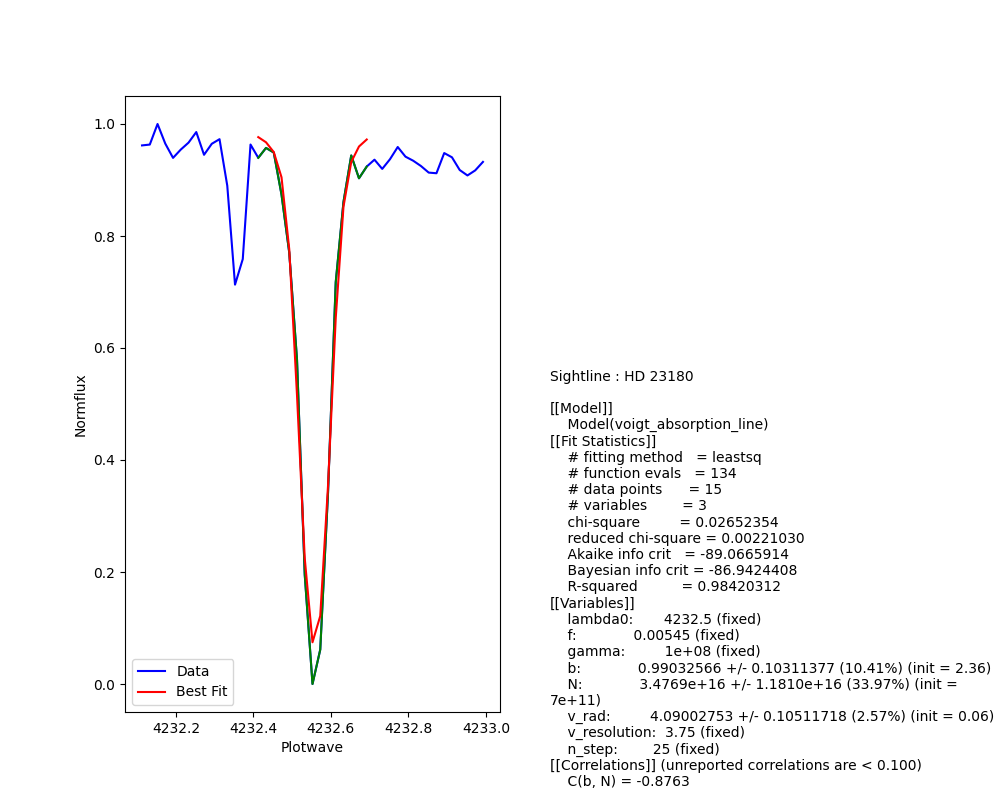 1.0
0.8
0.6
0.4
0.2
0.0
Normflux
Data
Best Fit
4232.2 4232.4 4232.6 4232.8 4233.0
Plotwave
Sightline : HD 23180
[[Model]]
Model(voigt_absorption_line)
[[Fit Statistics]]
# fitting method = leastsq
# function evals = 134
# data points = 15
# variables = 3
chi-square = 0.02652354
reduced chi-square = 0.00221030
Akaike info crit = -89.0665914
Bayesian info crit = -86.9424408
R-squared = 0.98420312
[[Variables]]
lambda0: 4232.5 (fixed)
f: 0.00545 (fixed)
gamma: 1e+08 (fixed)
b: 0.99032566 +/- 0.10311377 (10.41%) (init = 2.36)
N: 3.4769e+16 +/- 1.1810e+16 (33.97%) (init =
7e+11)
v_rad: 4.09002753 +/- 0.10511718 (2.57%) (init = 0.06)
v_resolution: 3.75 (fixed)
n_step: 25 (fixed)
[[Correlations]] (unreported correlations are < 0.100)
C(b, N) = -0.8763